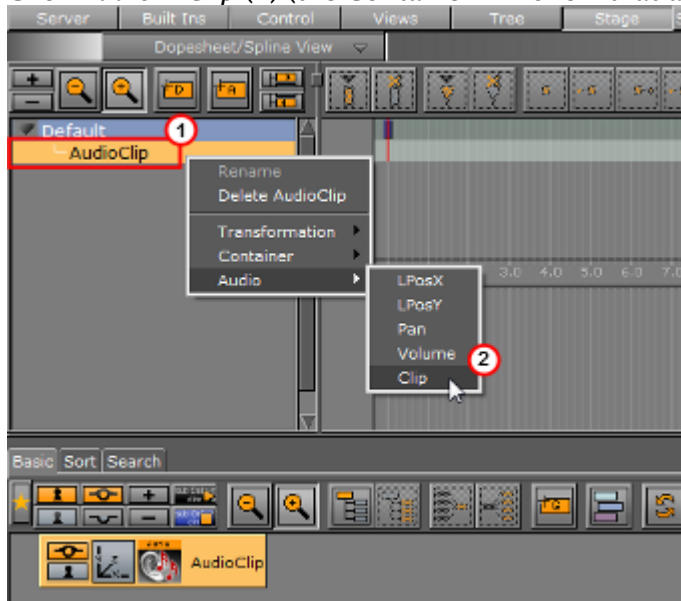 Server Built Ins Control Views Tree Stage
Dopesheet/Spline View
Default
1
AudioClip
Rename
Delete AudioClip
Transformation
Container
Audio
3.0 4.0 5.0 6.0 7.0
LPosX
LPosY
Pan
Volume
2
Clip
Basic Sort Search
AudioClip